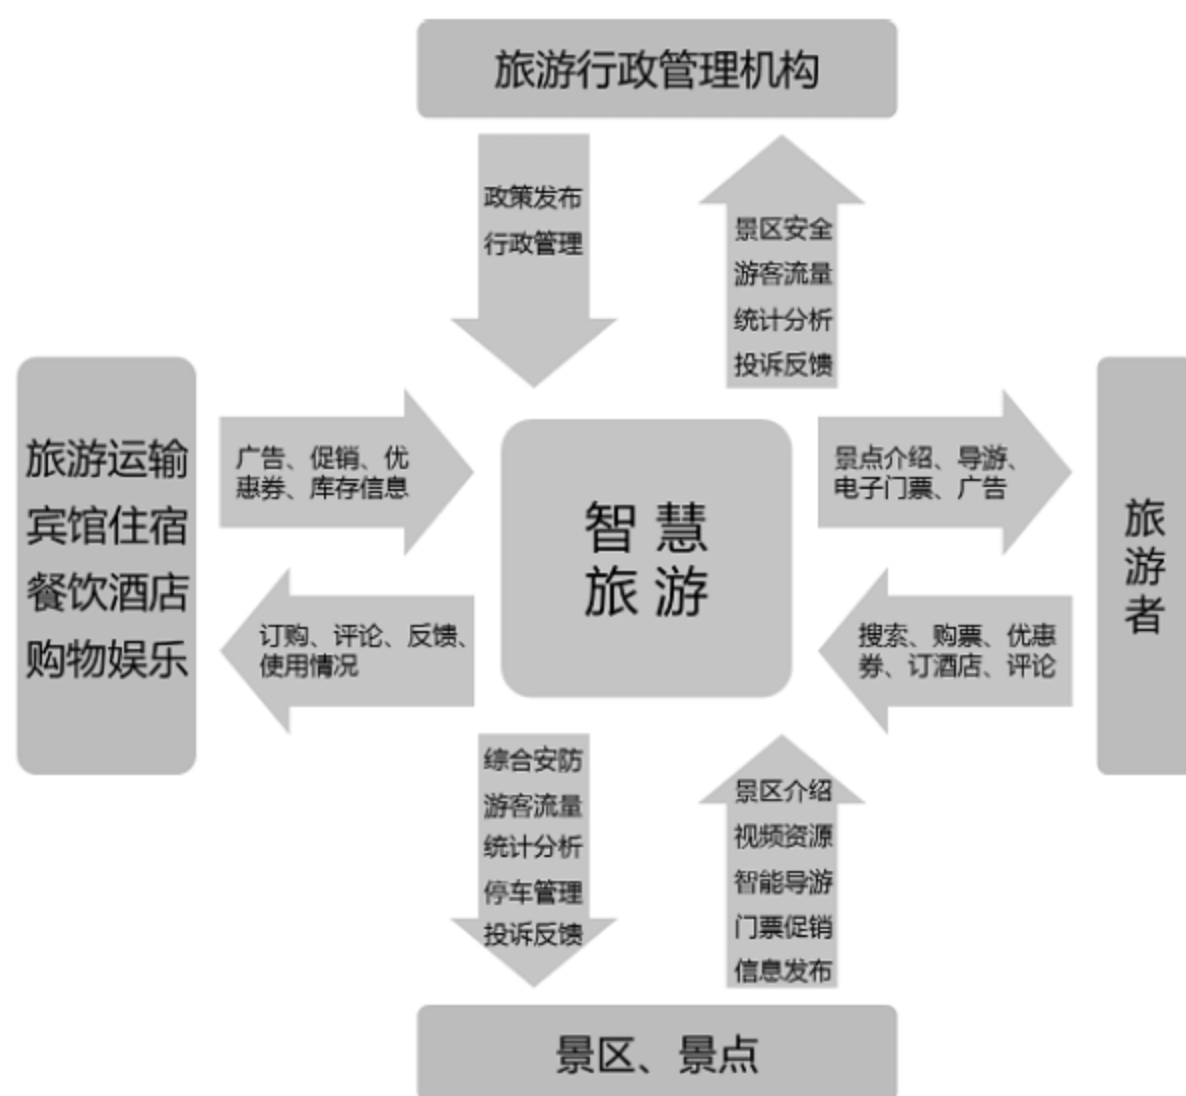 旅游行政管理机构
政策发布
行政管理
景区安全
游客流量
统计分析
投诉反馈
旅游运输
宾馆住宿
餐饮酒店
购物娱乐
广告、促销、优
惠券、库存信息
订购、评论、反馈、
使用情况
智 慧
旅 游
景点介绍、导游、
电子门票、广告
搜索、购票、优惠
券、订酒店、评论
旅
游
者
综合安防
游客流量
统计分析
停车管理
投诉反馈
景区介绍
视频资源
智能导游
门票促销
信息发布
景区、景点